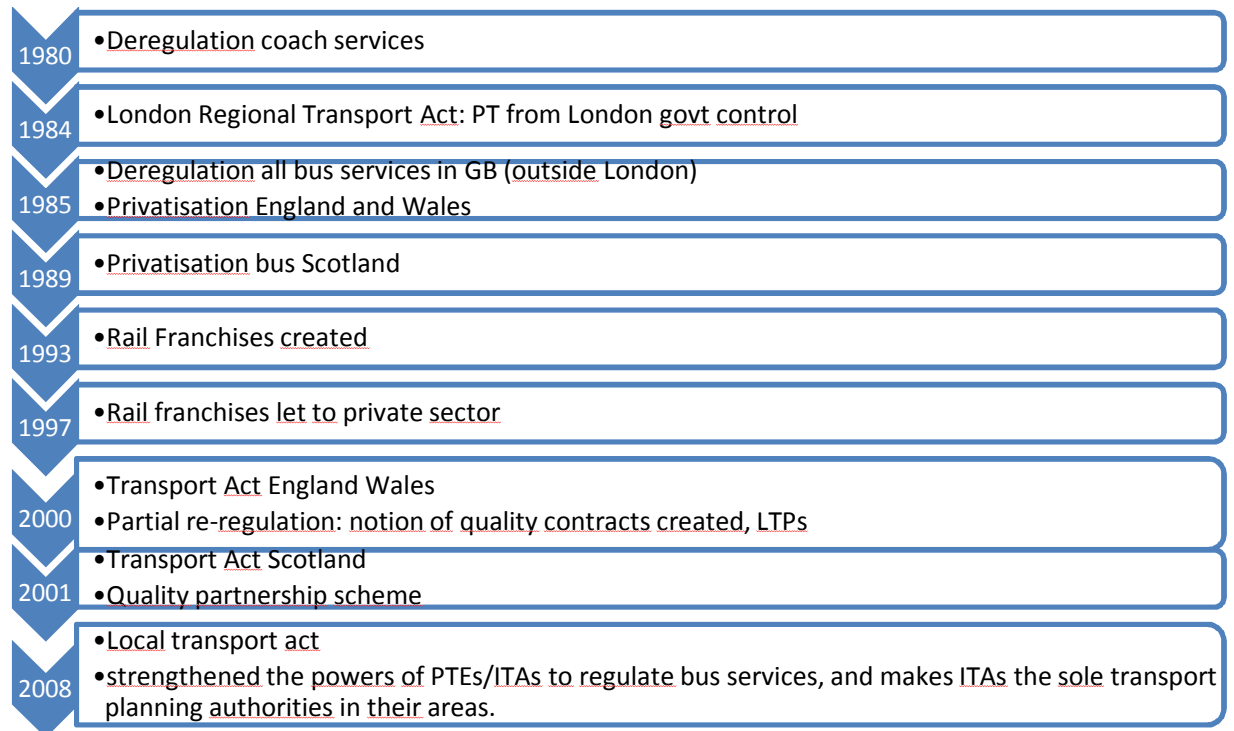 1980
•Deregulation coach services
1984
•London Regional Transport Act: PT from London govt control
1985
•Deregulation all bus services in GB (outside London)
•Privatisation England and Wales
1989
•Privatisation bus Scotland
1993
•Rail Franchises created
1997
•Rail franchises let to private sector
2000
•Transport Act England Wales
•Partial re-regulation: notion of quality contracts created, LTPs
2001
•Transport Act Scotland
•Quality partnership scheme
2008
•Local transport act
•strengthened the powers of PTEs/ITAs to regulate bus services, and makes ITAs the sole transport
planning authorities in their areas.